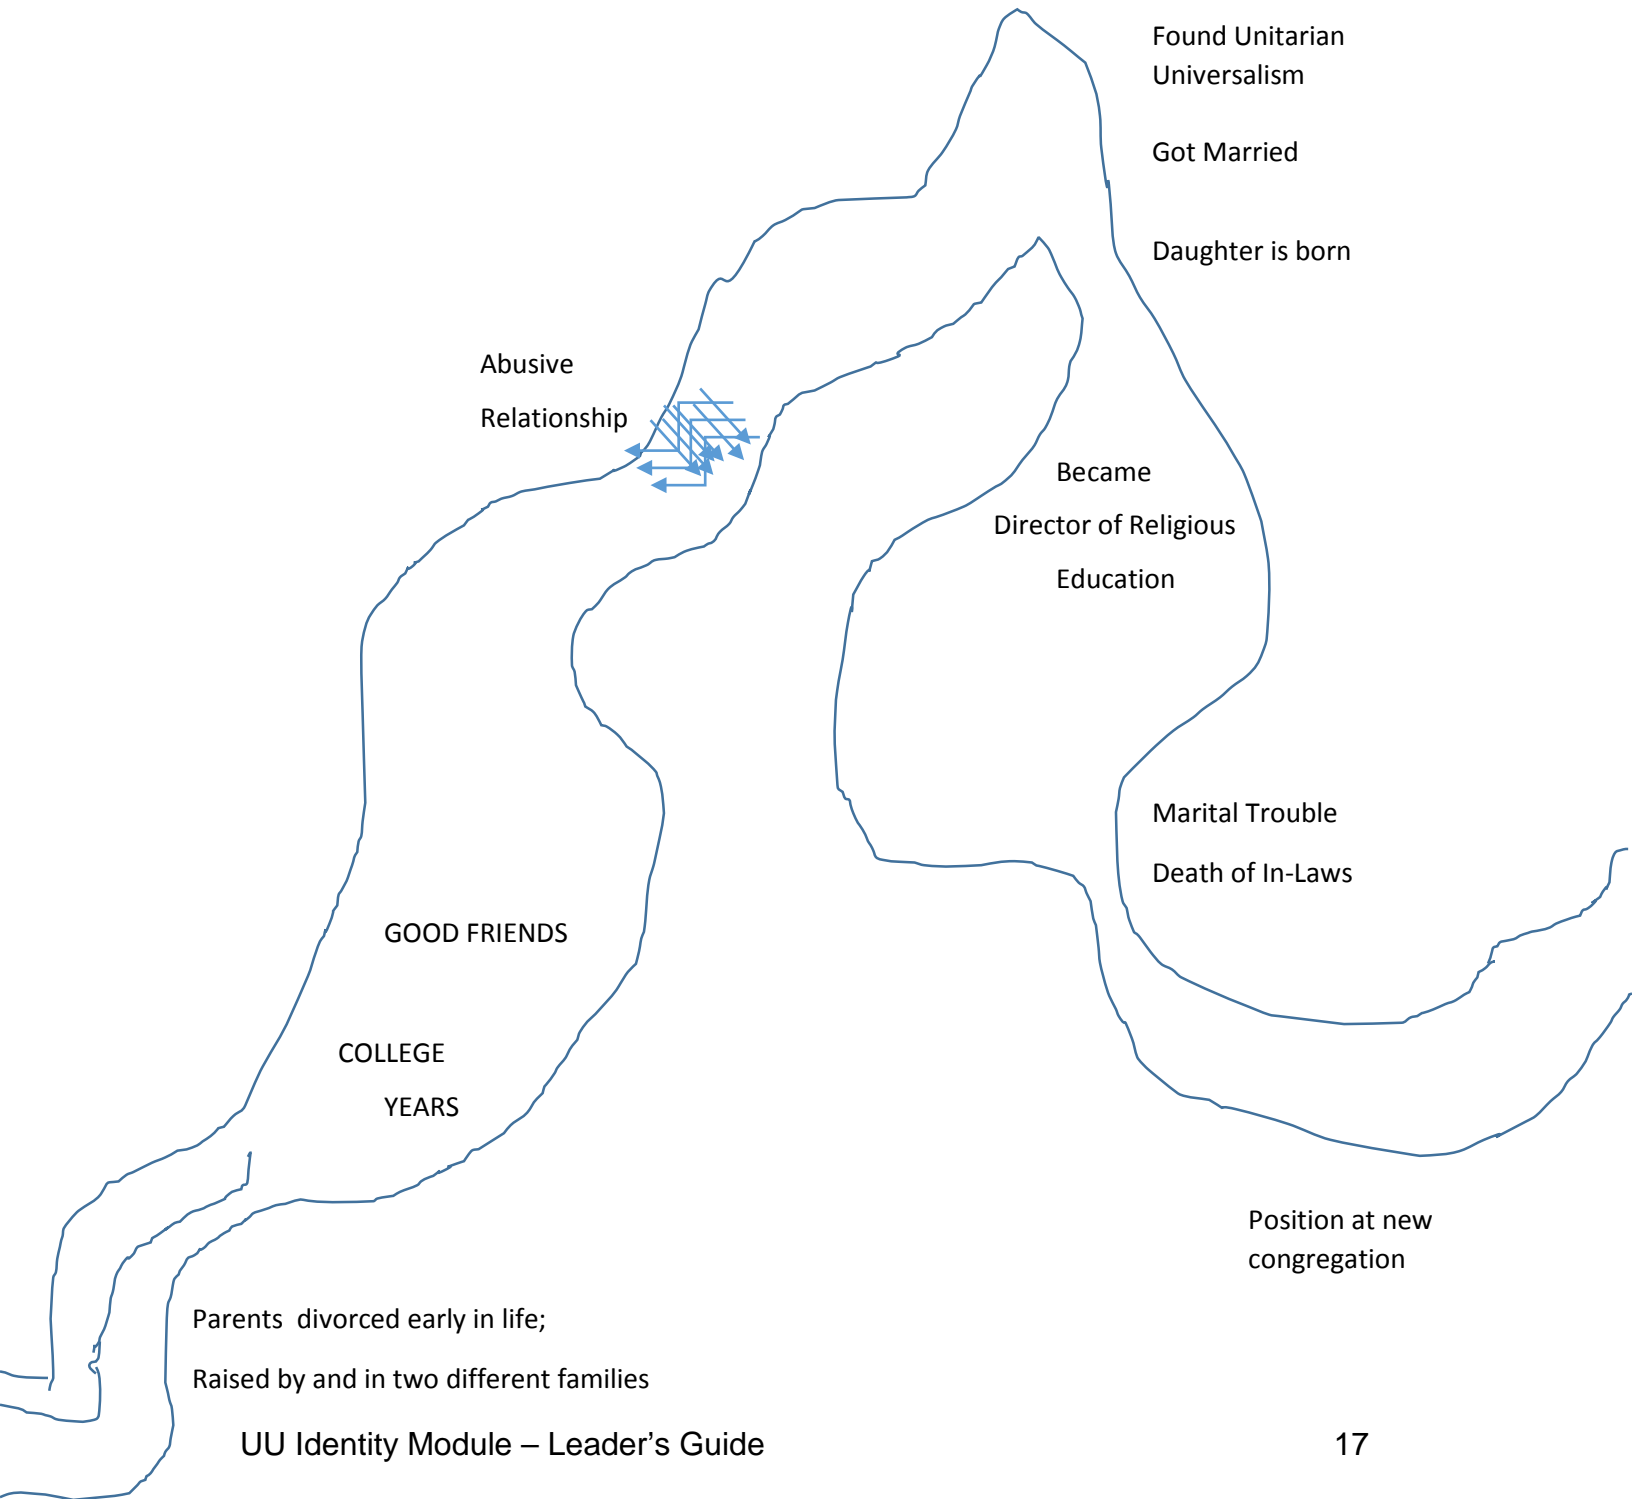 Found Unitarian
Universalism
Got Married
Daughter is born
Abusive
Relationship
Became
Director of Religious
Education
Marital Trouble
Death of In-Laws
GOOD FRIENDS
COLLEGE
YEARS
Position at new
congregation
Parents  divorced early in life;
Raised by and in two different families
UU Identity Module – Leader's Guide 17